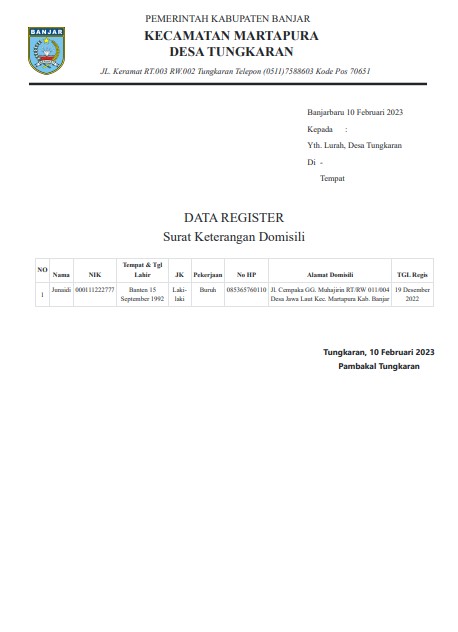 BANJAR
PEMERINTAH KABUPATEN BANJAR
KECAMATAN MARTAPURA
DESA TUNGKARAN
JL. Keramat RT.003 RW.002 Tungkaran Telepon (0511)7588603 Kode Pos 70651
Banjarbaru 10 Februari 2023
Kepada :
Yth. Lurah, Desa Tungkaran
Di -
Tempat
DATA REGISTER
Surat Keterangan Domisili
NO Nama NIK Tempat & Tgl Lahir JK Pekerjaan No HP Alamat Domisili TGL Regis
1 Junaidi 000111222777 Banten 15 September 1992 Laki-laki Buruh 085365760110 Jl. Cempaka GG. Muhajirin RT/RW 011/004 Desa Jawa Laut Kec. Martapura Kab. Banjar 19 Desember 2022
Tungkaran, 10 Februari 2023
Pambakal Tungkaran